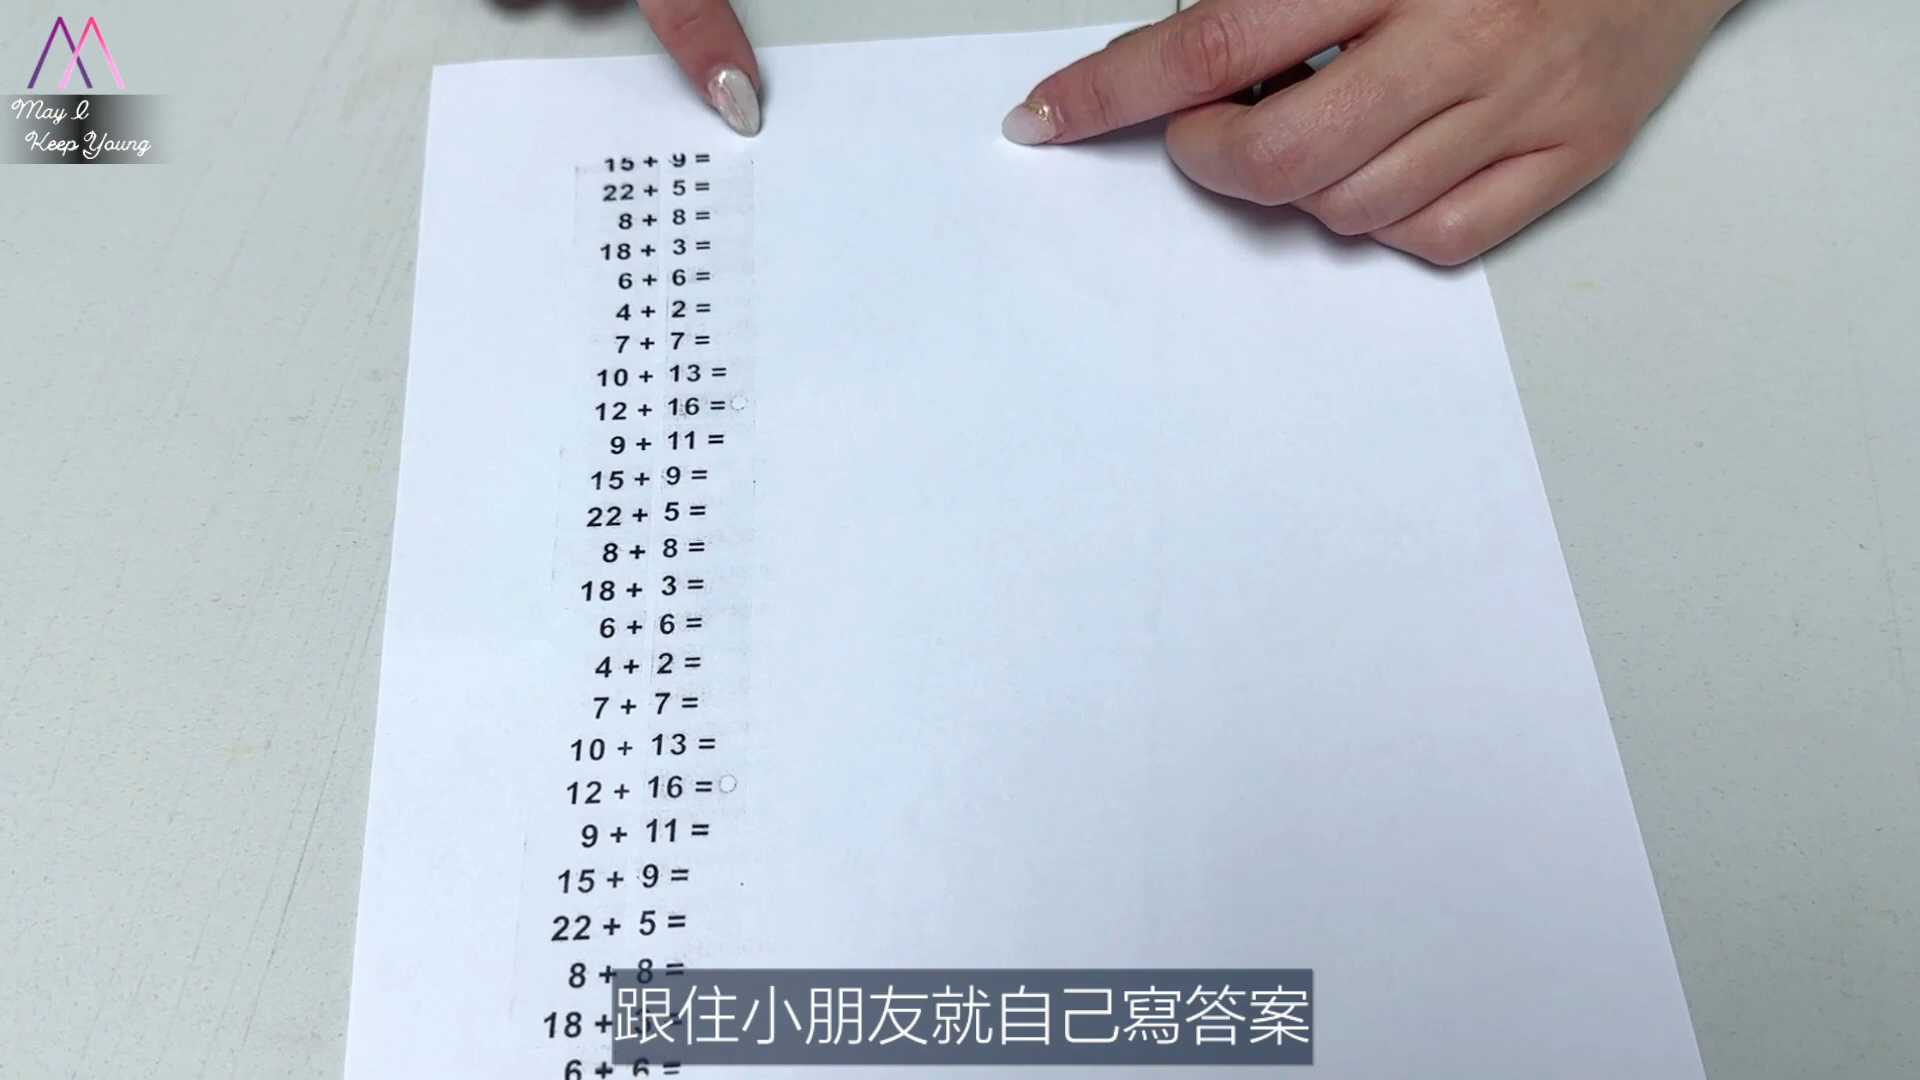 May I
Keep Young
15 + 9 =
22 + 5 =
8 + 8 =
18 + 3 =
6 + 6 =
4 + 2 =
7 + 7 =
10 + 13 =
12 + 16 =
9 + 11 =
15 + 9 =
22 + 5 =
8 + 8 =
18 + 3 =
6 + 6 =
4 + 2 =
7 + 7 =
10 + 13 =
12 + 16 =
9 + 11 =
15 + 9 =
22 + 5 =
8 + 8 =
18 + 3 =
6 + 6 =
跟住小朋友就自己寫答案